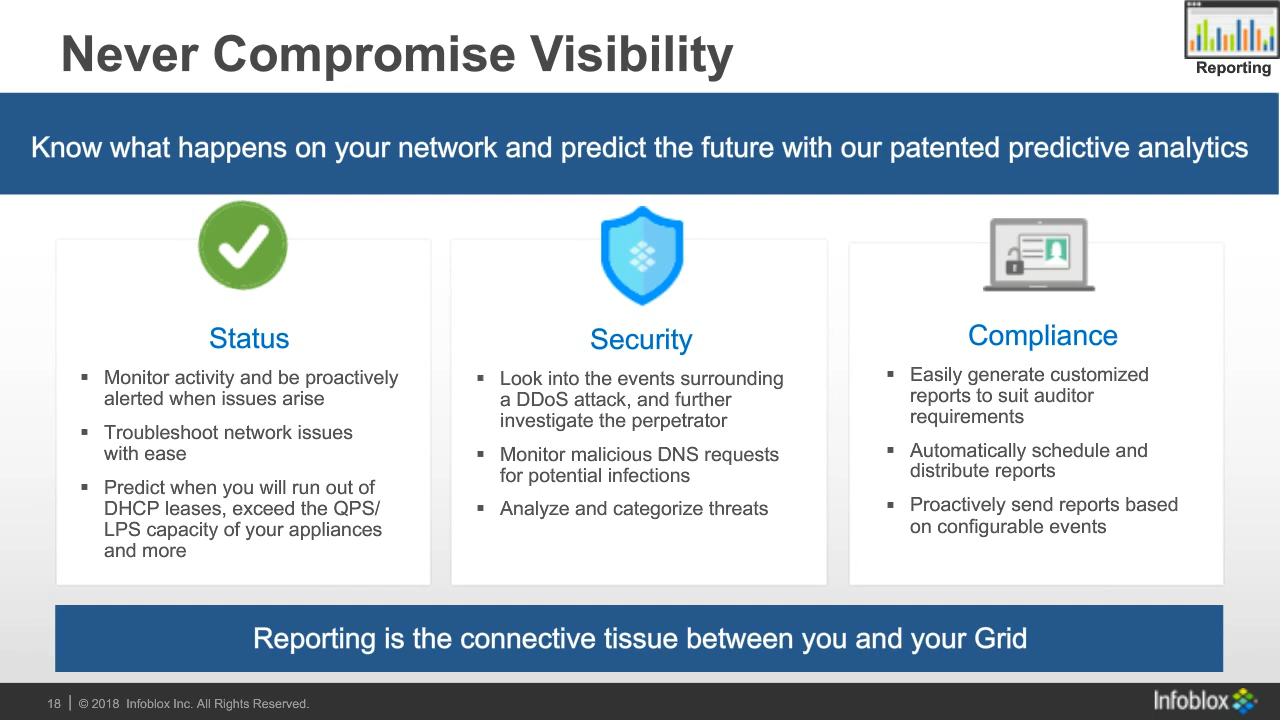 Never Compromise Visibility
Reporting
Know what happens on your network and predict the future with our patented predictive analytics
Status
▪ Monitor activity and be proactively
alerted when issues arise
▪ Troubleshoot network issues
with ease
▪ Predict when you will run out of
DHCP leases, exceed the QPS/
LPS capacity of your appliances
and more
Security
▪ Look into the events surrounding
a DDoS attack, and further
investigate the perpetrator
▪ Monitor malicious DNS requests
for potential infections
▪ Analyze and categorize threats
Compliance
▪ Easily generate customized
reports to suit auditor
requirements
▪ Automatically schedule and
distribute reports
▪ Proactively send reports based
on configurable events
Reporting is the connective tissue between you and your Grid
18 | © 2018 Infoblox Inc. All Rights Reserved.
Infoblox